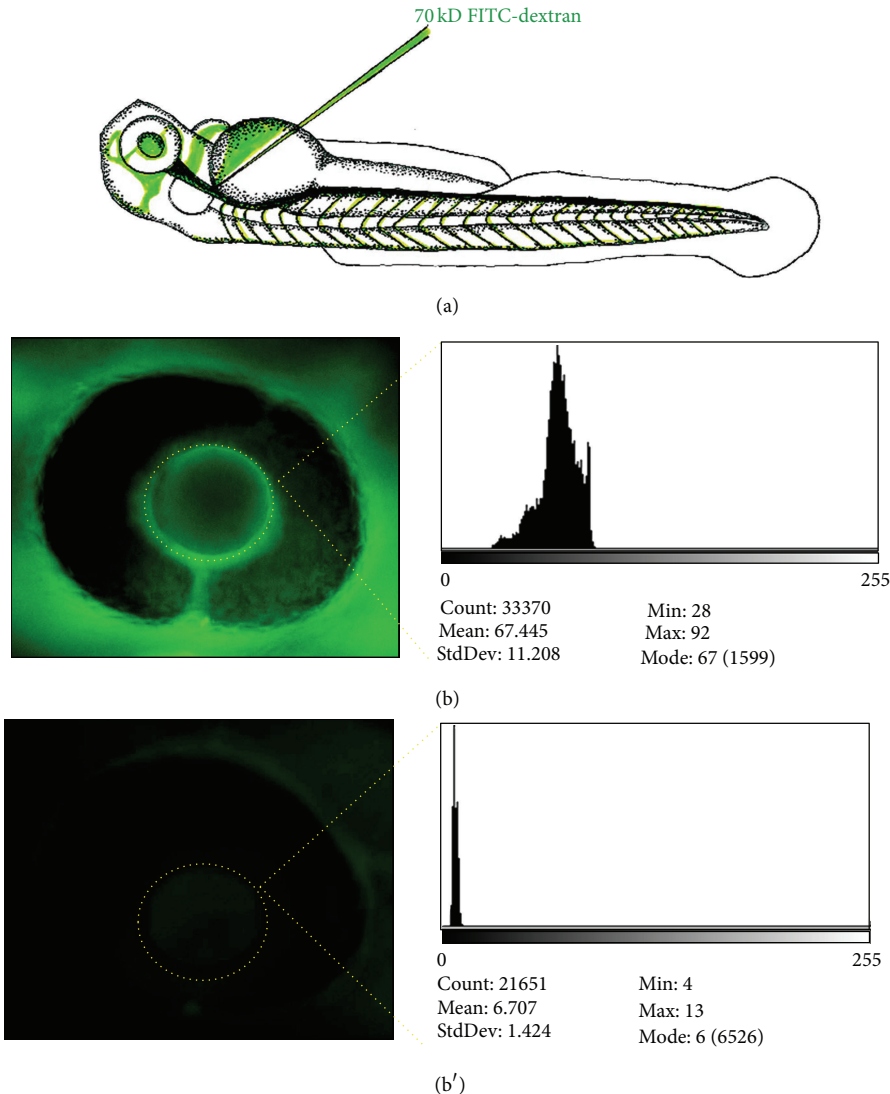 70 kD FITC-dextran
(a)
0 255
Count: 33370 Min: 28
Mean: 67.445 Max: 92
StdDev: 11.208 Mode: 67 (1599)
(b)
0 255
Count: 21651 Min: 4
Mean: 6.707 Max: 13
StdDev: 1.424 Mode: 6 (6526)
(b′)